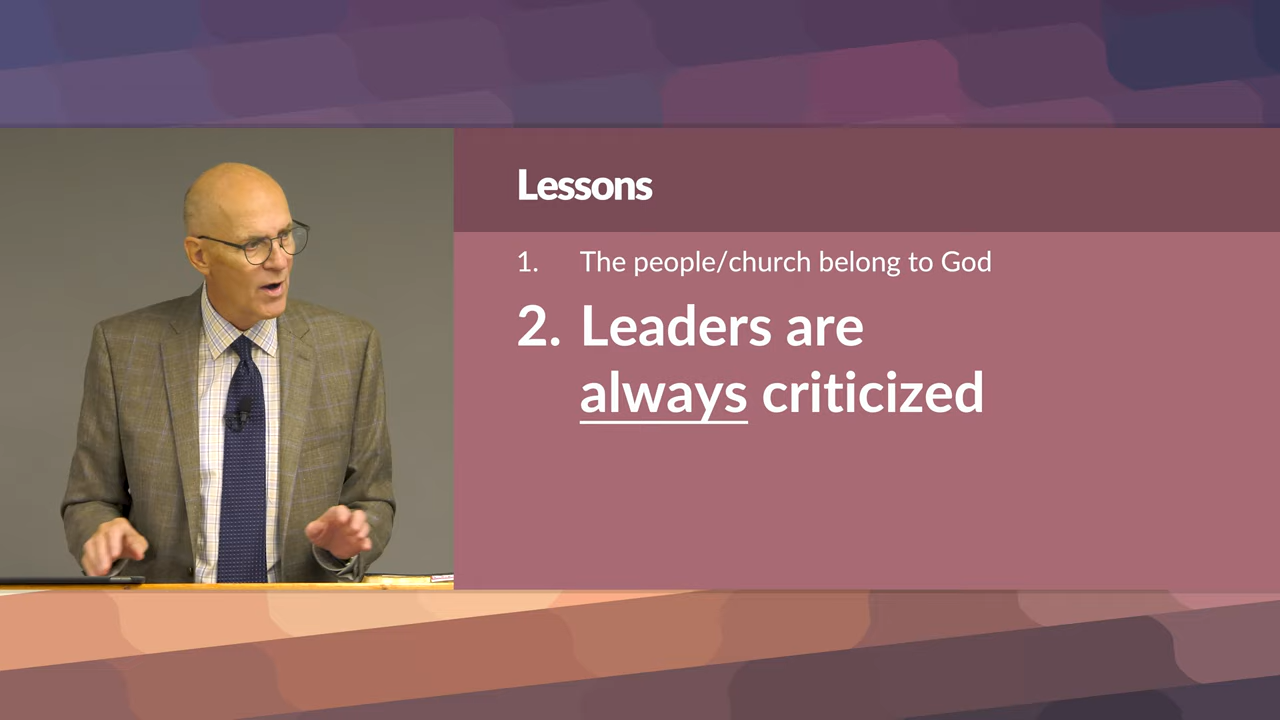 Lessons
1. The people/church belong to God
2. Leaders are
always criticized